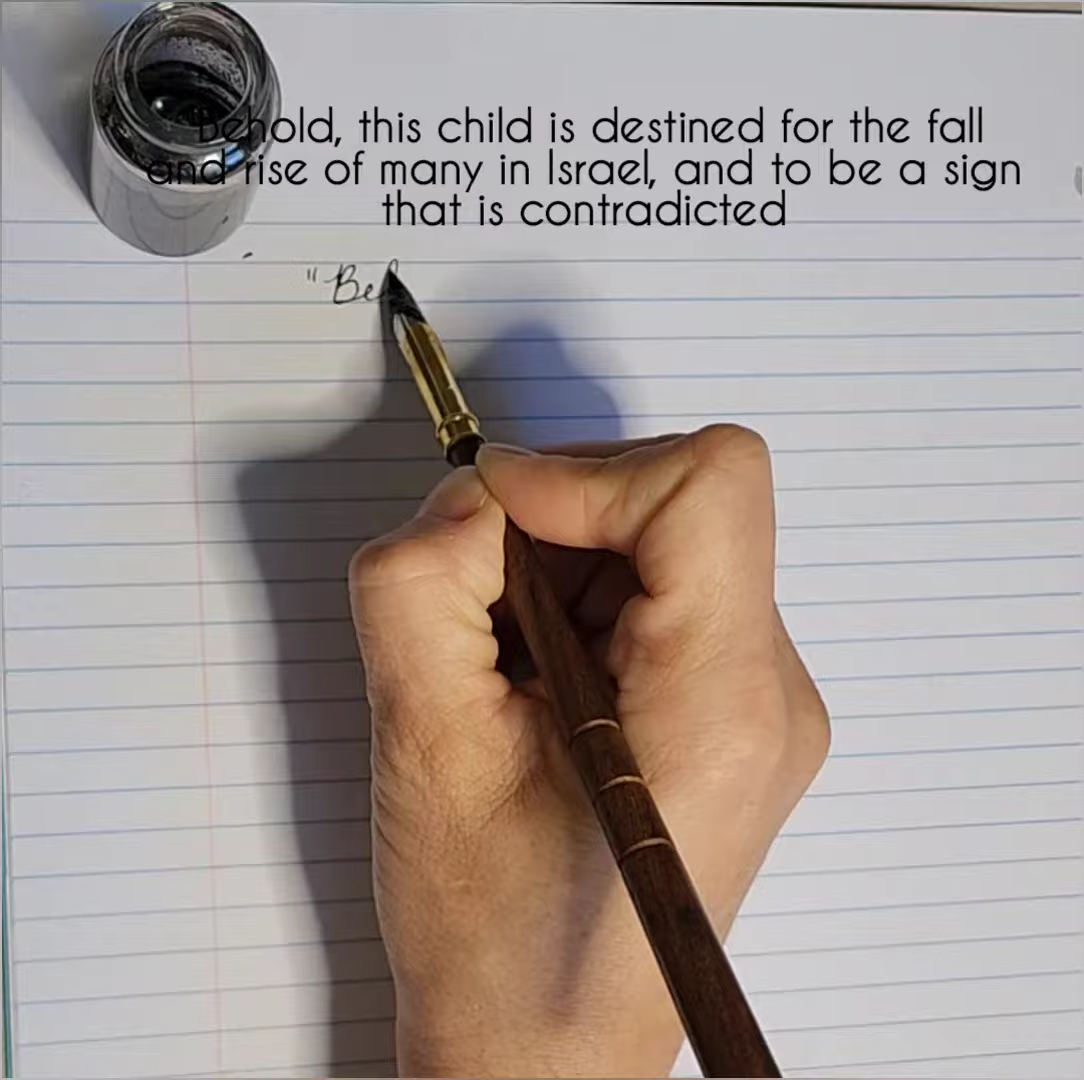 "Behold, this child is destined for the fall
and rise of many in Israel, and to be a sign
that is contradicted
"Be